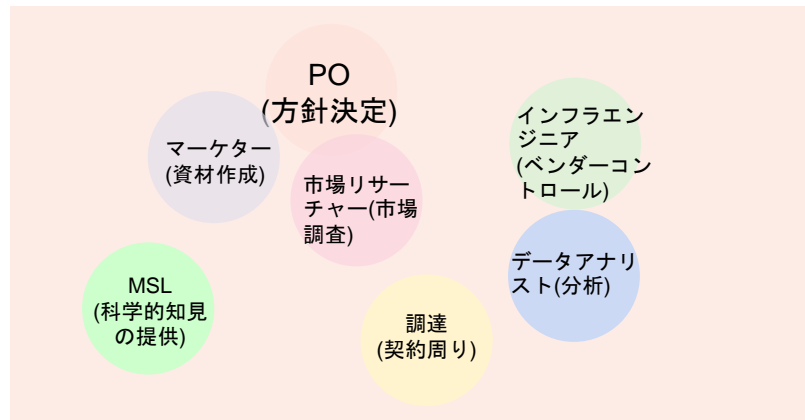 PO
(方針決定)
マーケター
(資材作成)
市場リサー
チャー(市場
調査)
インフラエン
ジニア
(ベンダーコン
トロール)
データアナリ
スト(分析)
MSL
(科学的知見
の提供)
調達
(契約周り)